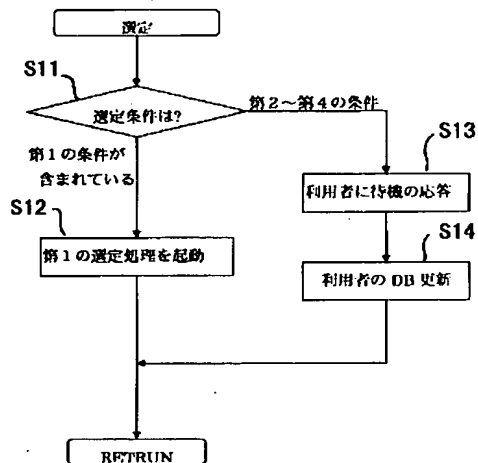 選定
S11
選定条件は?
第2～第4の条件
第1の条件が
含まれている
S13
利用者に待機の応答
S12
第1の選定処理を起動
S14
利用者の DB 更新
RETRUN